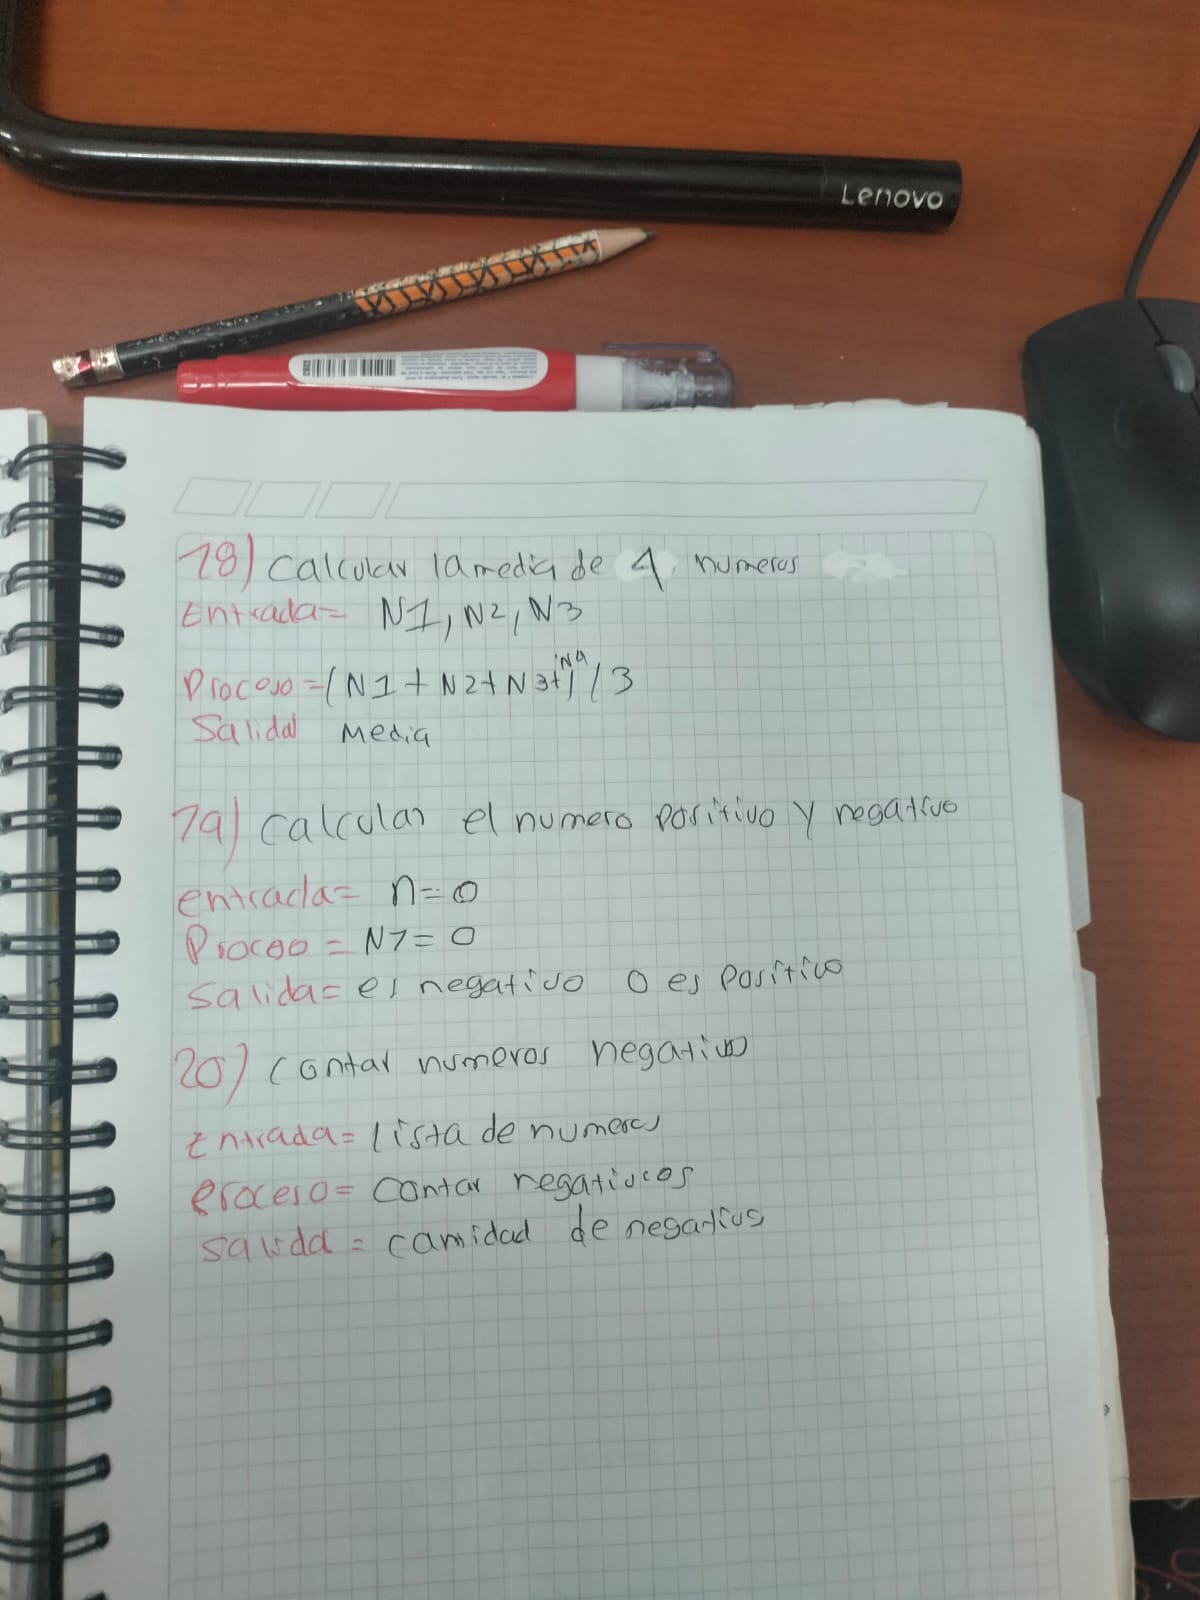 Lenovo
18) Calcular la media de 4 numeros
Entrada= N1, N2, N3
Proceso =(N1 + N2 + N3+N4)/3
Salida Media
19) Calcular el numero positivo y negativo
entrada= n=0
Proceso = N7= 0
Salida= es negativo o es Positivo
20) Contar numeros negativo
Entrada= Lista de numeros
Proceso= Contar negativos
Salida = Cantidad de negativos